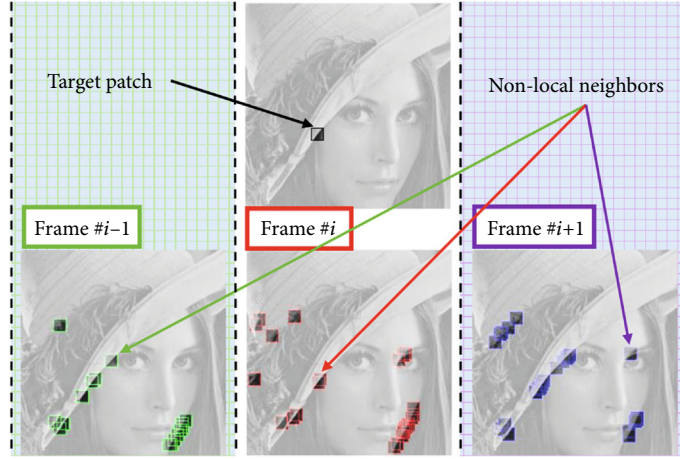 Target patch
Non-local neighbors
Frame #i–1
Frame #i
Frame #i+1